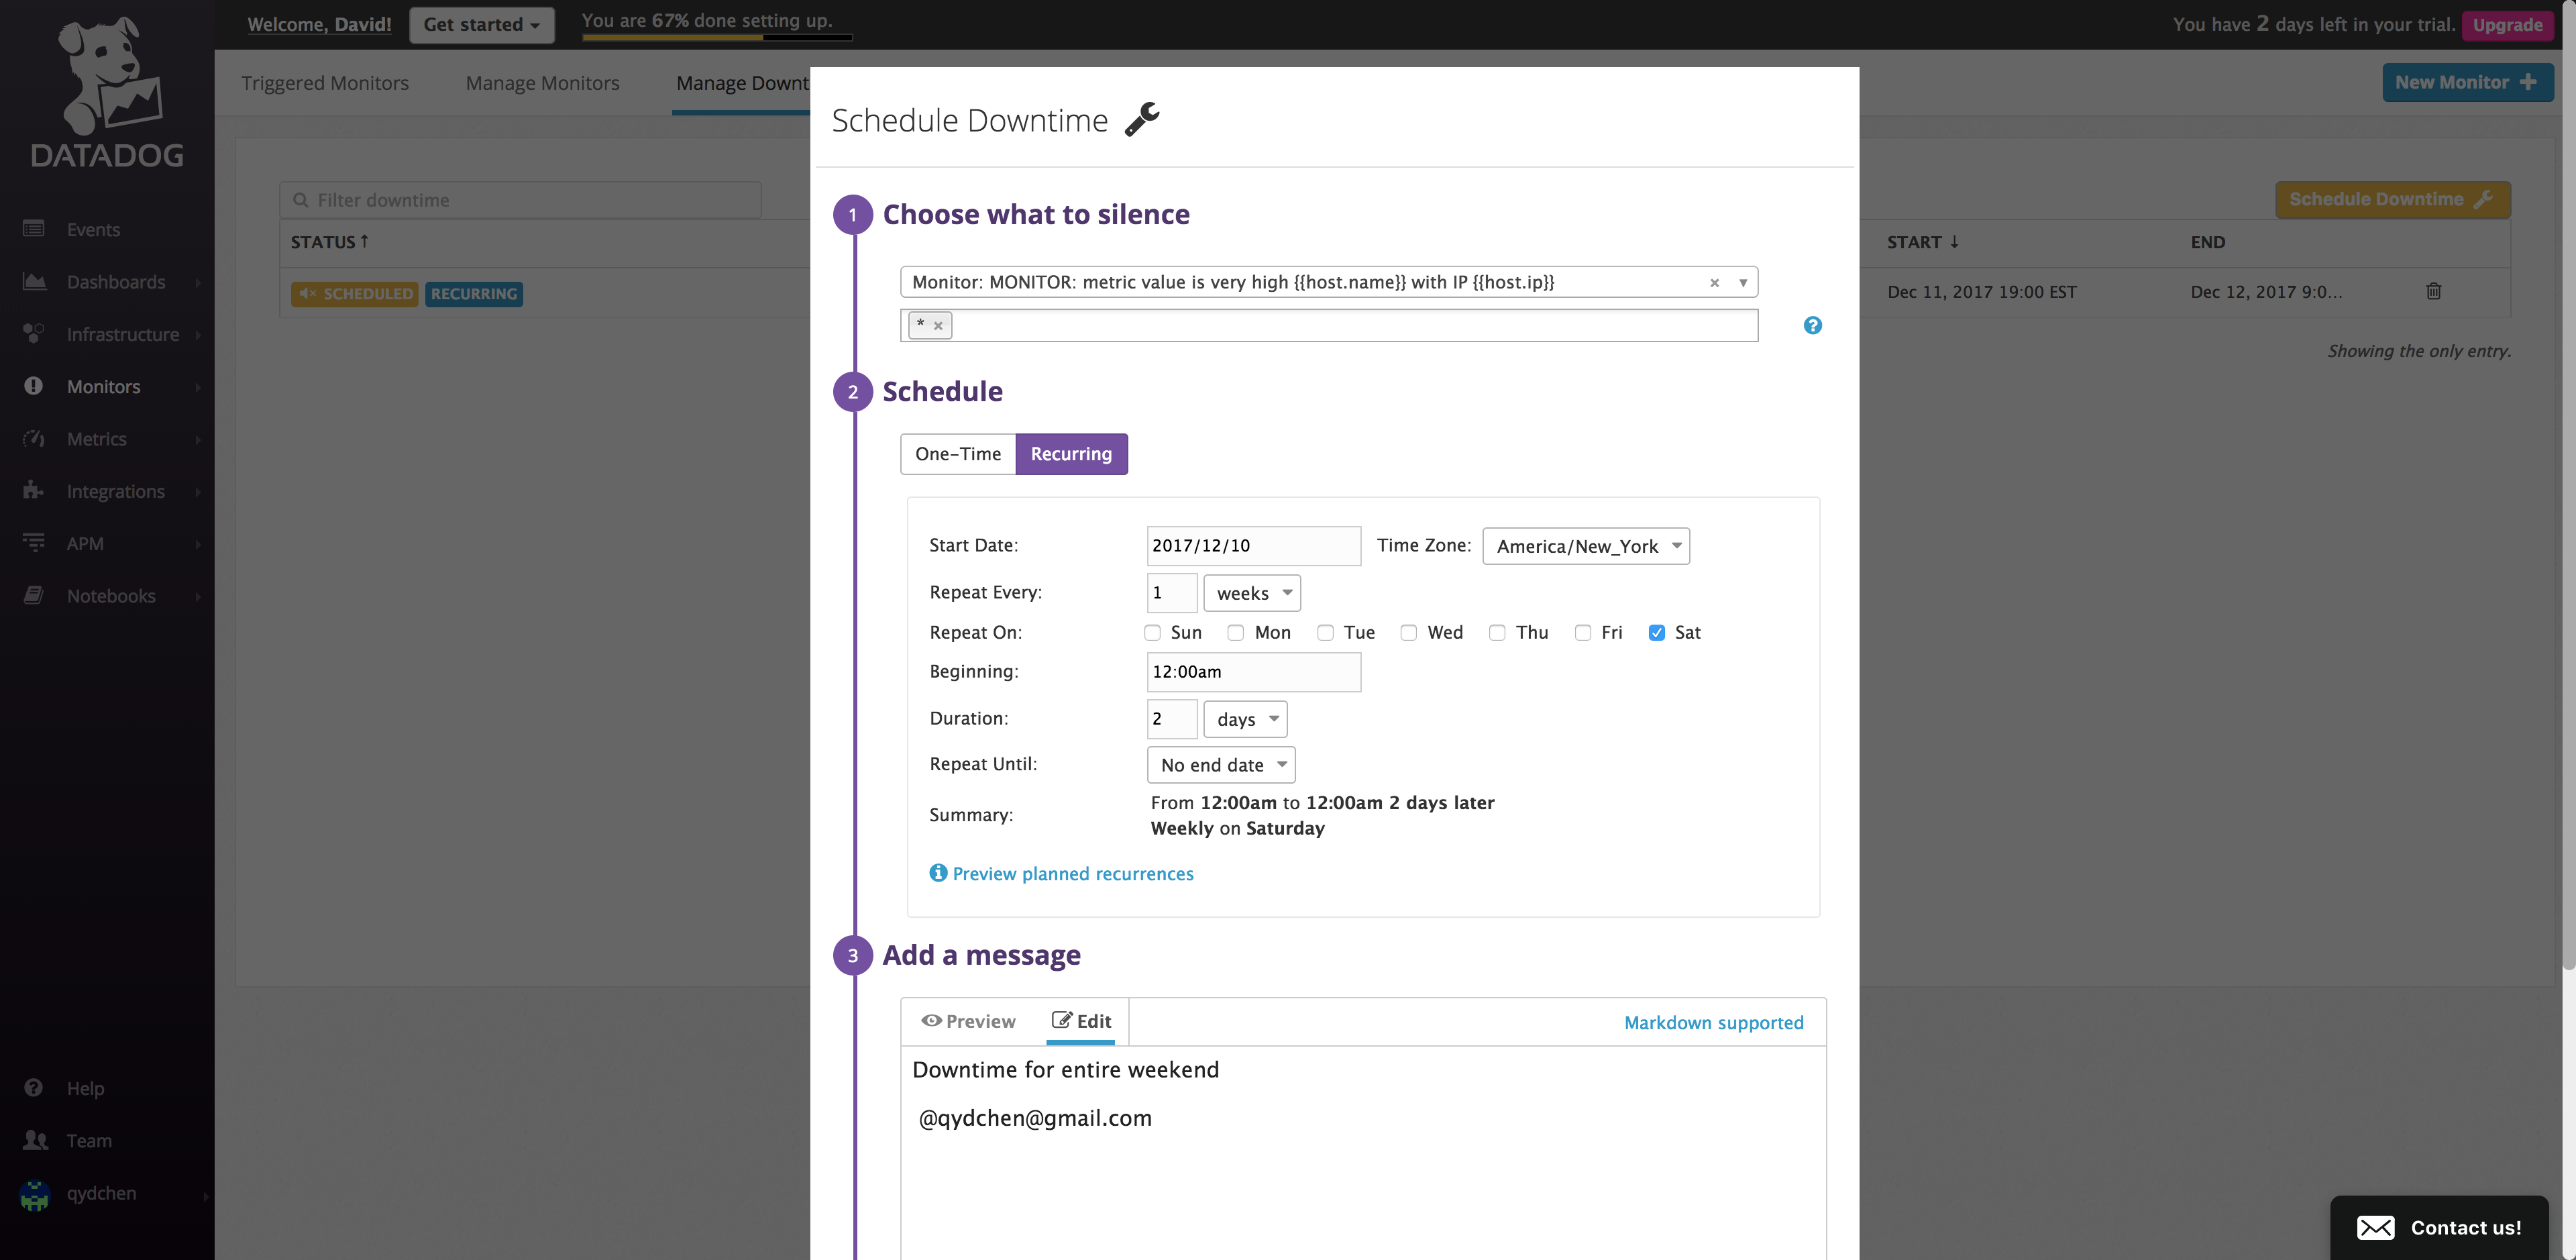 Welcome, David!
Get started
You are 67% done setting up.
You have 2 days left in your trial.
Upgrade
DATADOG
Triggered Monitors
Manage Monitors
Manage Downt
New Monitor
Events
Dashboards
Infrastructure
Monitors
Metrics
Integrations
APM
Notebooks
Help
Team
qydchen
Filter downtime
Schedule Downtime
STATUS ↑
START ↓
END
SCHEDULED
RECURRING
Dec 11, 2017 19:00 EST
Dec 12, 2017 9:0...
Showing the only entry.
Schedule Downtime
1 Choose what to silence
Monitor: MONITOR: metric value is very high {{host.name}} with IP {{host.ip}} × ▼
* ×
?
2 Schedule
One-Time
Recurring
Start Date: 2017/12/10 Time Zone: America/New_York
Repeat Every: 1 weeks
Repeat On: Sun Mon Tue Wed Thu Fri Sat
Beginning: 12:00am
Duration: 2 days
Repeat Until: No end date
Summary: From 12:00am to 12:00am 2 days later
Weekly on Saturday
Preview planned recurrences
3 Add a message
Preview
Edit
Markdown supported
Downtime for entire weekend
@qydchen@gmail.com
Contact us!